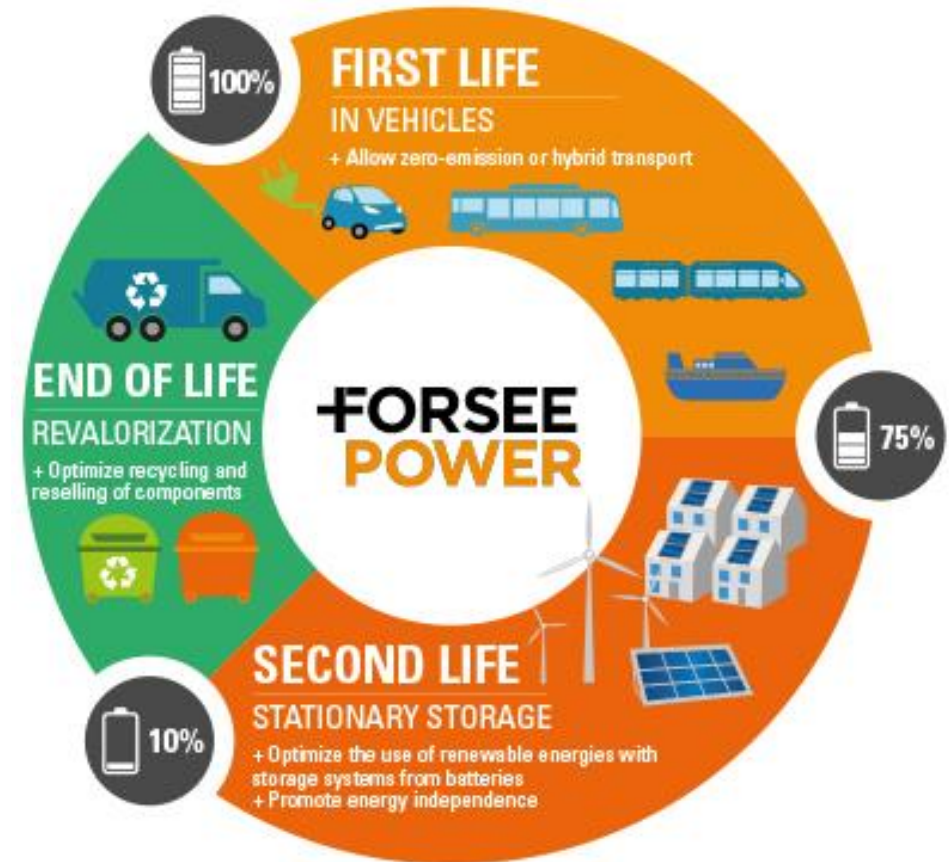 100%
FIRST LIFE
IN VEHICLES
+ Allow zero-emission or hybrid transport
75%
SECOND LIFE
STATIONARY STORAGE
+ Optimize the use of renewable energies with
storage systems from batteries
+ Promote energy independence
10%
END OF LIFE
REVALORIZATION
+ Optimize recycling and
reselling of components
+FORSEE
POWER